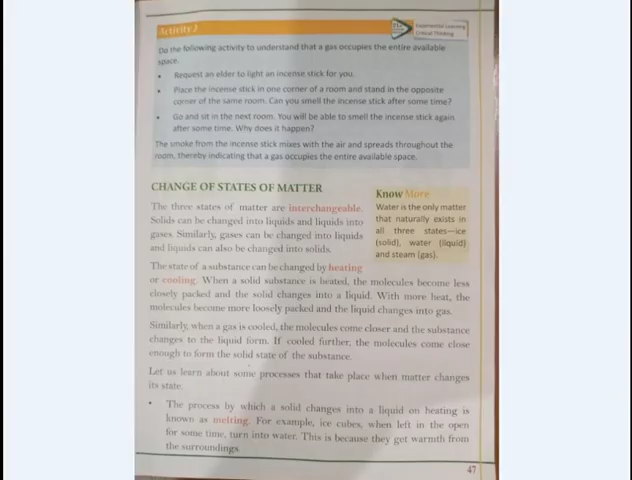 Activity 2
Experiential Learning
Critical Thinking
Do the following activity to understand that a gas occupies the entire available
space.
• Request an elder to light an incense stick for you.
• Place the incense stick in one corner of a room and stand in the opposite
corner of the same room. Can you smell the incense stick after some time?
• Go and sit in the next room. You will be able to smell the incense stick again
after some time. Why does it happen?
The smoke from the incense stick mixes with the air and spreads throughout the
room, thereby indicating that a gas occupies the entire available space.
CHANGE OF STATES OF MATTER
The three states of matter are interchangeable.
Solids can be changed into liquids and liquids into
gases. Similarly, gases can be changed into liquids
and liquids can also be changed into solids.
Know More
Water is the only matter
that naturally exists in
all three states—ice
(solid), water (liquid)
and steam (gas).
The state of a substance can be changed by heating
or cooling. When a solid substance is heated, the molecules become less
closely packed and the solid changes into a liquid. With more heat, the
molecules become more loosely packed and the liquid changes into gas.
Similarly, when a gas is cooled, the molecules come closer and the substance
changes to the liquid form. If cooled further, the molecules come close
enough to form the solid state of the substance.
Let us learn about some processes that take place when matter changes
its state.
• The process by which a solid changes into a liquid on heating is
known as melting. For example, ice cubes, when left in the open
for some time, turn into water. This is because they get warmth from
the surroundings.
47